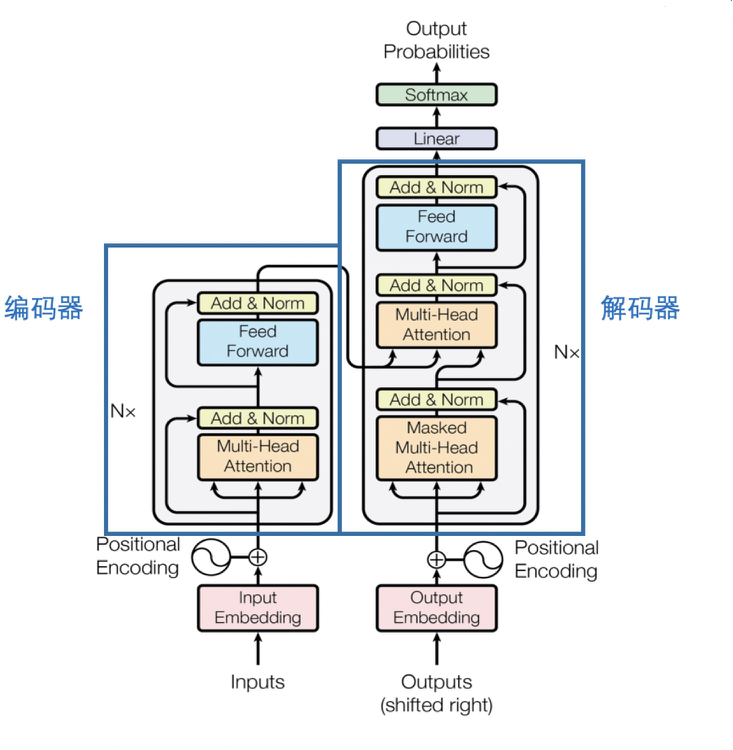 Output
Probabilities
Softmax
Linear
Add & Norm
Feed
Forward
Add & Norm
Multi-Head
Attention
Add & Norm
Masked
Multi-Head
Attention
N×
解码器
编码器
Add & Norm
Feed
Forward
Add & Norm
Multi-Head
Attention
N×
Positional
Encoding
Positional
Encoding
Input
Embedding
Output
Embedding
Inputs
Outputs
(shifted right)